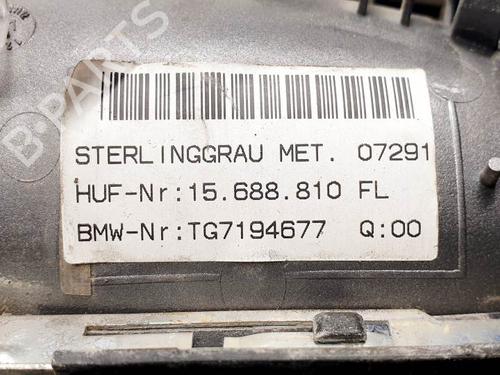 B-PARTS
STERLINGGRAU MET. 07291
HUF-Nr:15.688.810 FL
BMW-Nr:TG7194677 Q:00